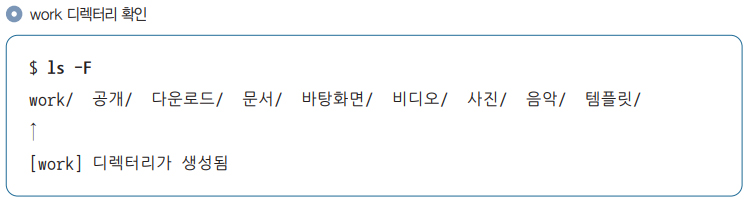 work 디렉터리 확인
$ ls -F
work/ 공개/ 다운로드/ 문서/ 바탕화면/ 비디오/ 사진/ 음악/ 템플릿/
↑
[work] 디렉터리가 생성됨